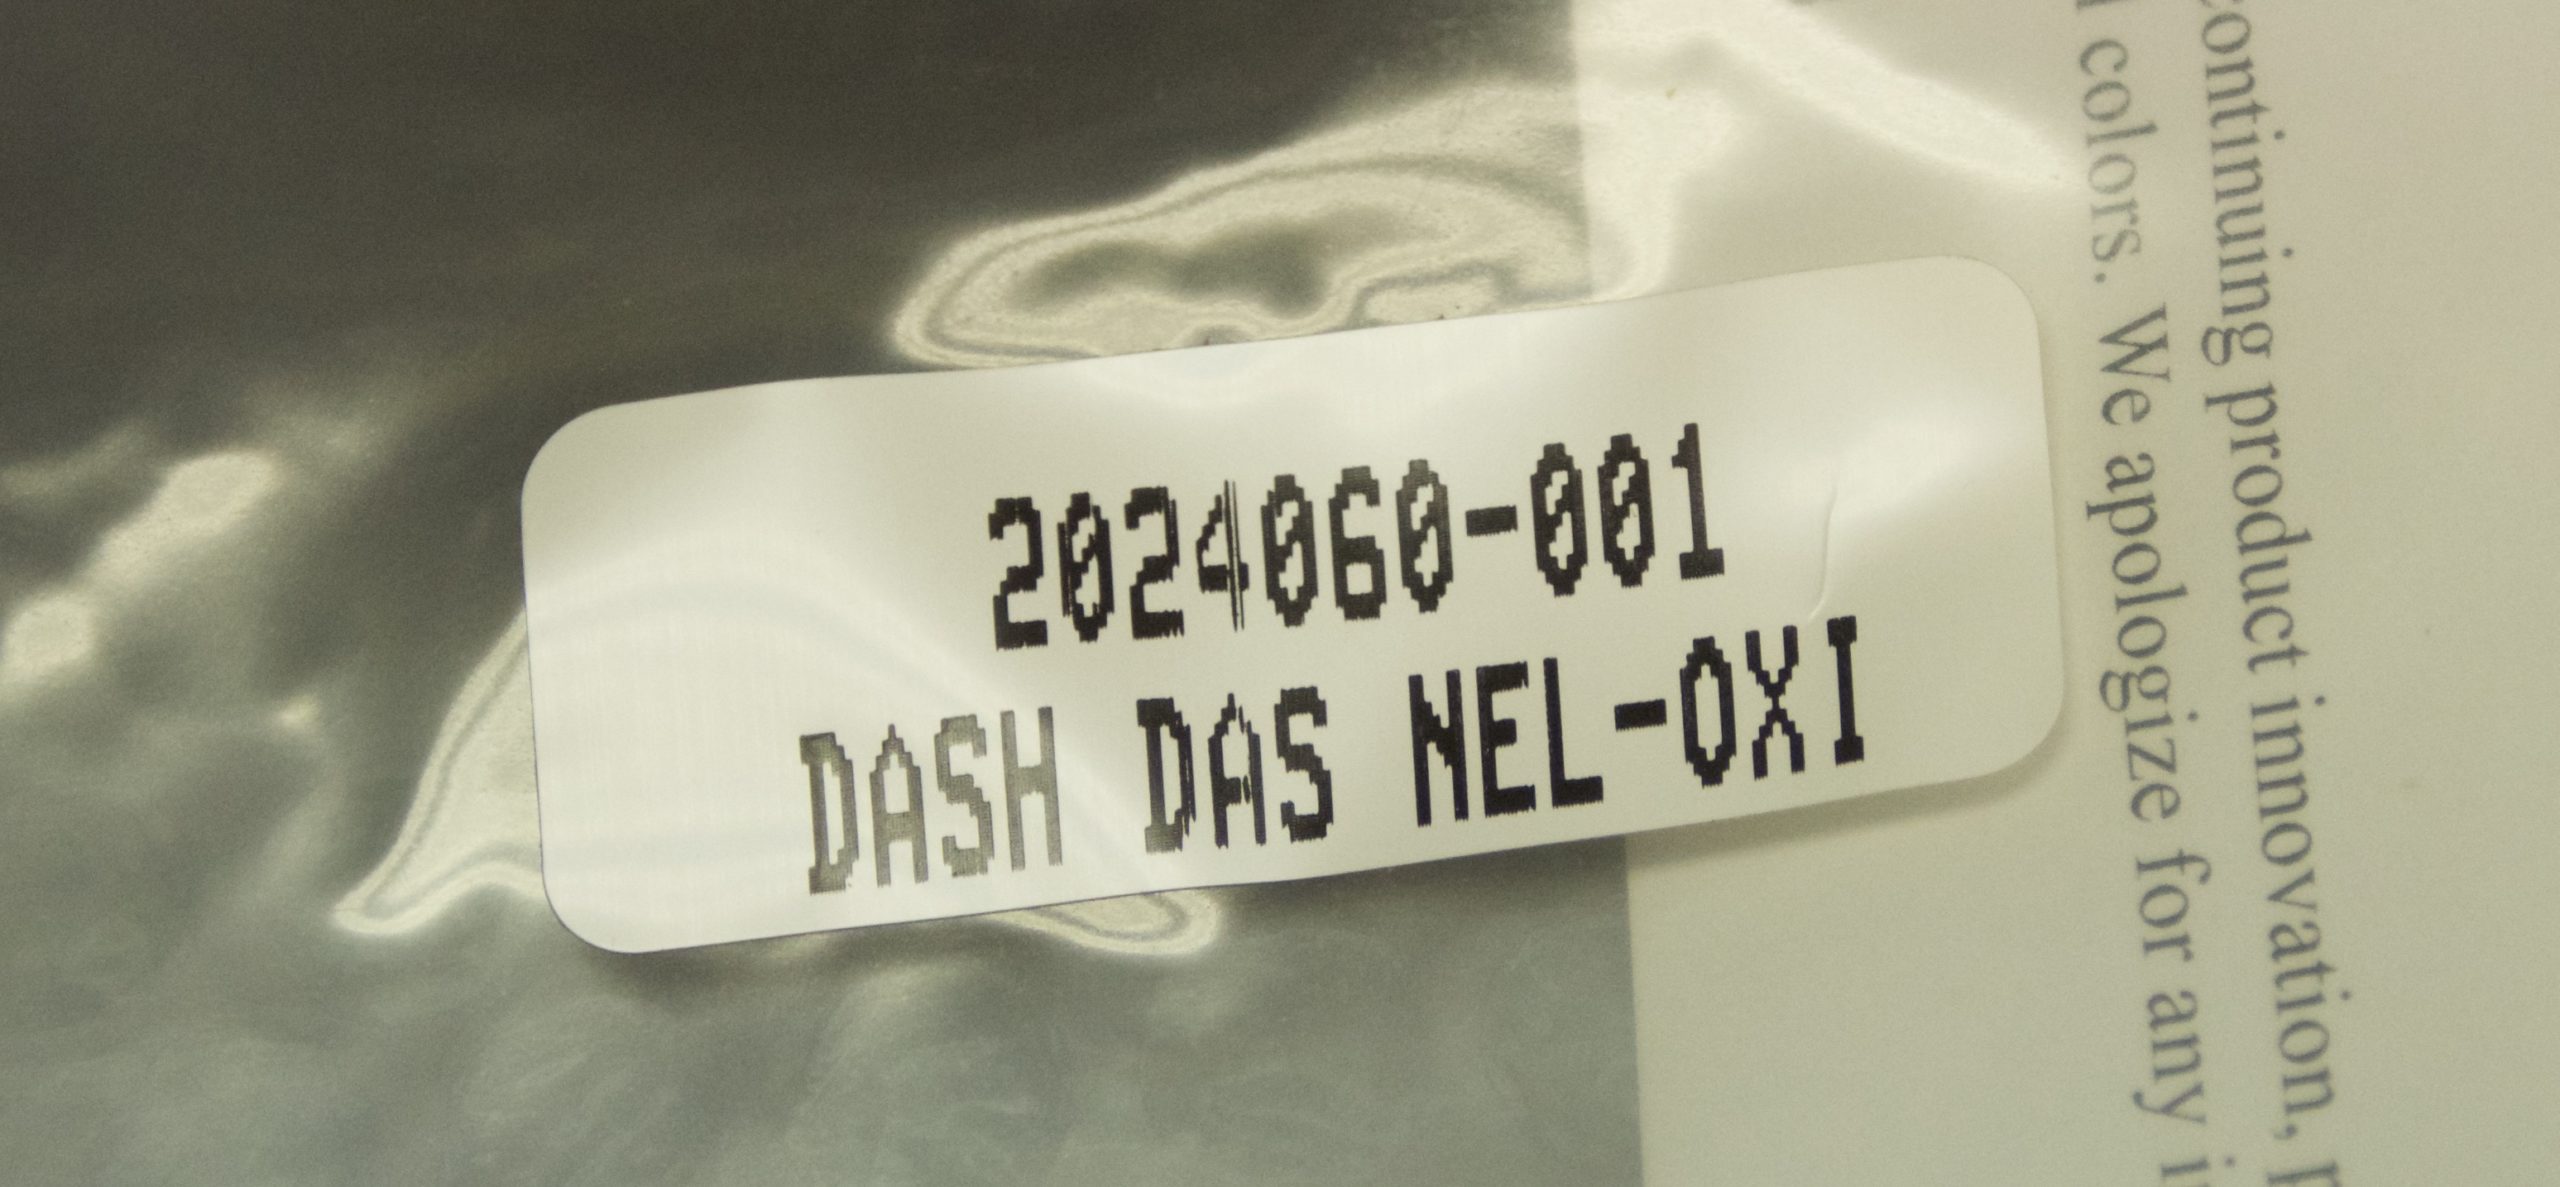 2024060-001
DASH DAS NEL-OXI
continuing product innovation,
colors. We apologize for any